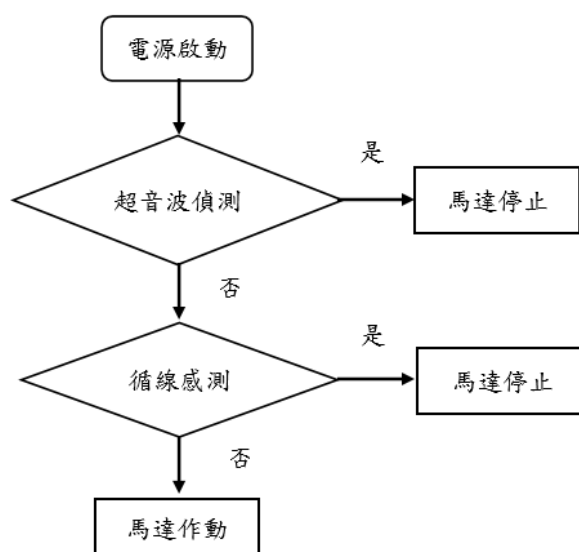 電源啟動
是
超音波偵測
馬達停止
否
是
循線感測
馬達停止
否
馬達作動